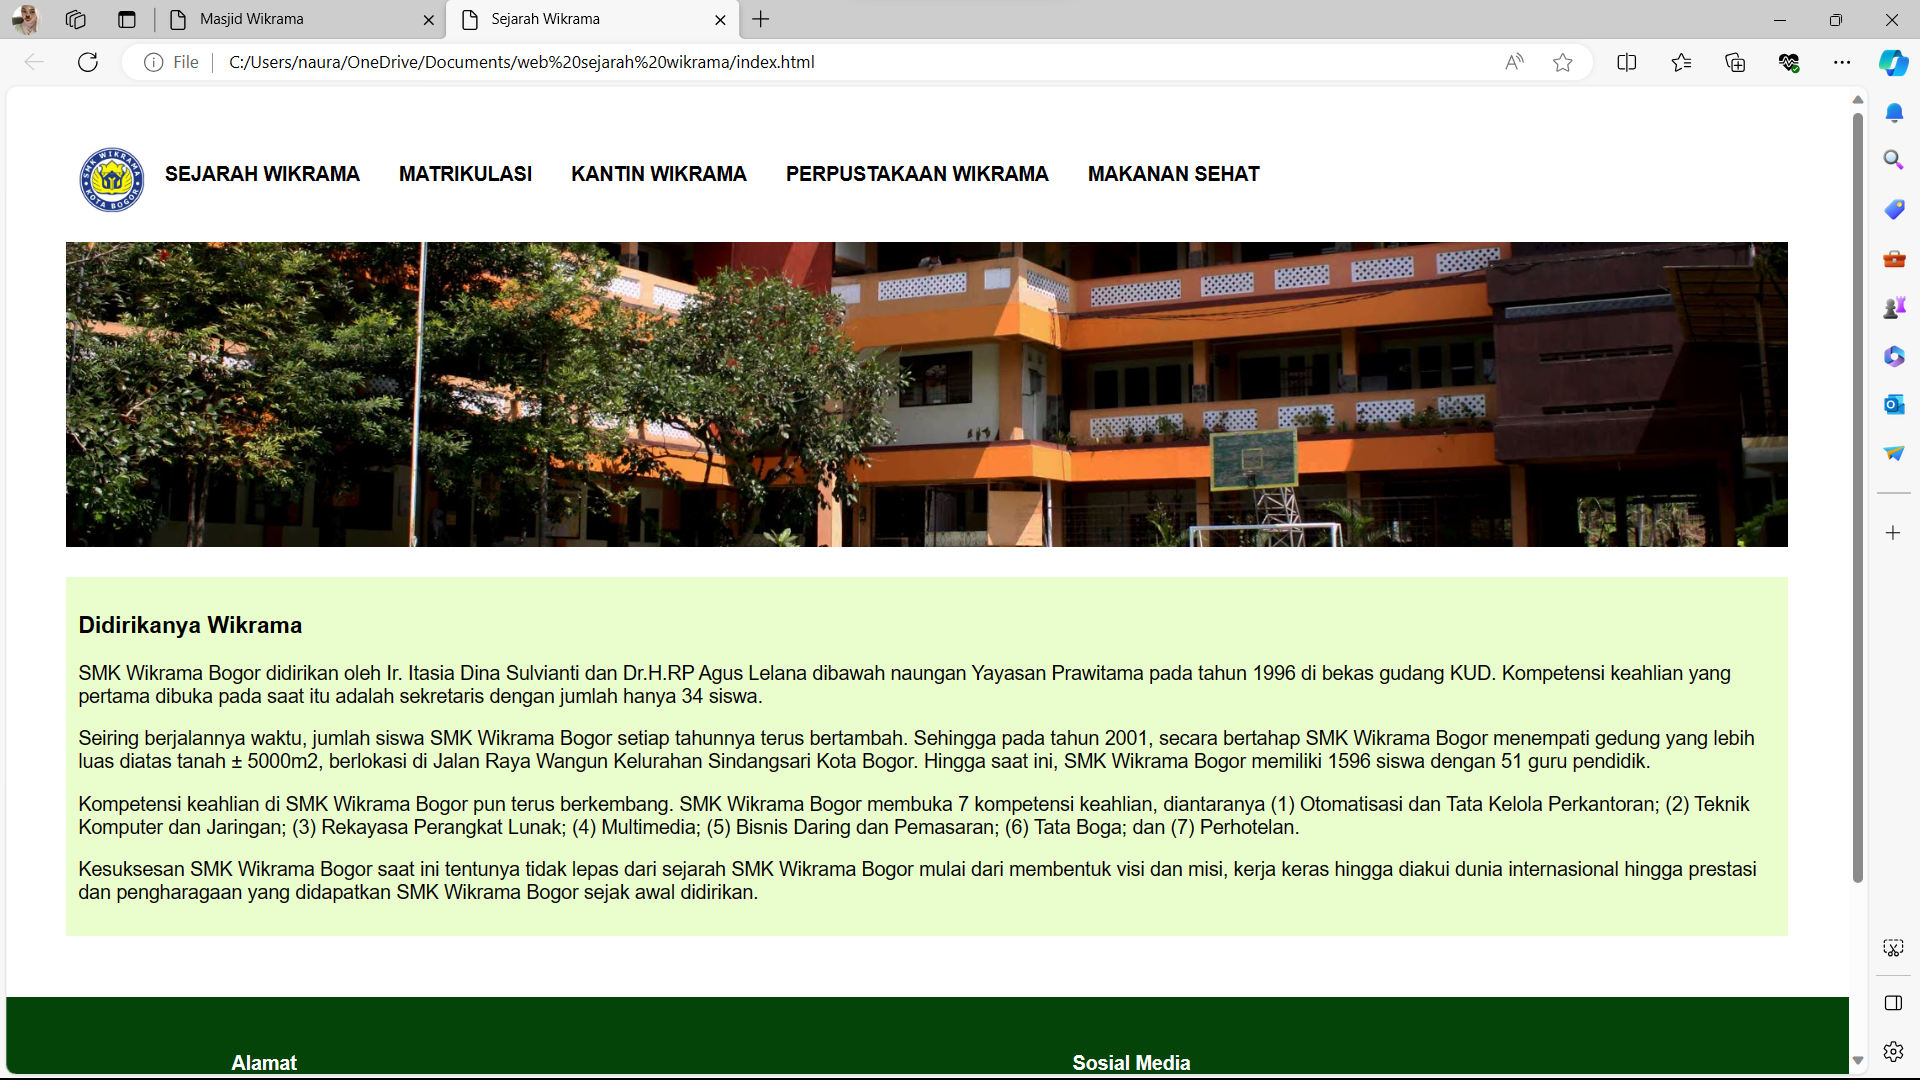 Masjid Wikrama
Sejarah Wikrama
File
C:/Users/naura/OneDrive/Documents/web%20sejarah%20wikrama/index.html
SMK WIKRAMA
KOTA BOGOR
SEJARAH WIKRAMA MATRIKULASI KANTIN WIKRAMA PERPUSTAKAAN WIKRAMA MAKANAN SEHAT
Didirikanya Wikrama
SMK Wikrama Bogor didirikan oleh Ir. Itasia Dina Sulvianti dan Dr.H.RP Agus Lelana dibawah naungan Yayasan Prawitama pada tahun 1996 di bekas gudang KUD. Kompetensi keahlian yang
pertama dibuka pada saat itu adalah sekretaris dengan jumlah hanya 34 siswa.
Seiring berjalannya waktu, jumlah siswa SMK Wikrama Bogor setiap tahunnya terus bertambah. Sehingga pada tahun 2001, secara bertahap SMK Wikrama Bogor menempati gedung yang lebih
luas diatas tanah ± 5000m2, berlokasi di Jalan Raya Wangun Kelurahan Sindangsari Kota Bogor. Hingga saat ini, SMK Wikrama Bogor memiliki 1596 siswa dengan 51 guru pendidik.
Kompetensi keahlian di SMK Wikrama Bogor pun terus berkembang. SMK Wikrama Bogor membuka 7 kompetensi keahlian, diantaranya (1) Otomatisasi dan Tata Kelola Perkantoran; (2) Teknik
Komputer dan Jaringan; (3) Rekayasa Perangkat Lunak; (4) Multimedia; (5) Bisnis Daring dan Pemasaran; (6) Tata Boga; dan (7) Perhotelan.
Kesuksesan SMK Wikrama Bogor saat ini tentunya tidak lepas dari sejarah SMK Wikrama Bogor mulai dari membentuk visi dan misi, kerja keras hingga diakui dunia internasional hingga prestasi
dan pengharagaan yang didapatkan SMK Wikrama Bogor sejak awal didirikan.
Alamat
Sosial Media